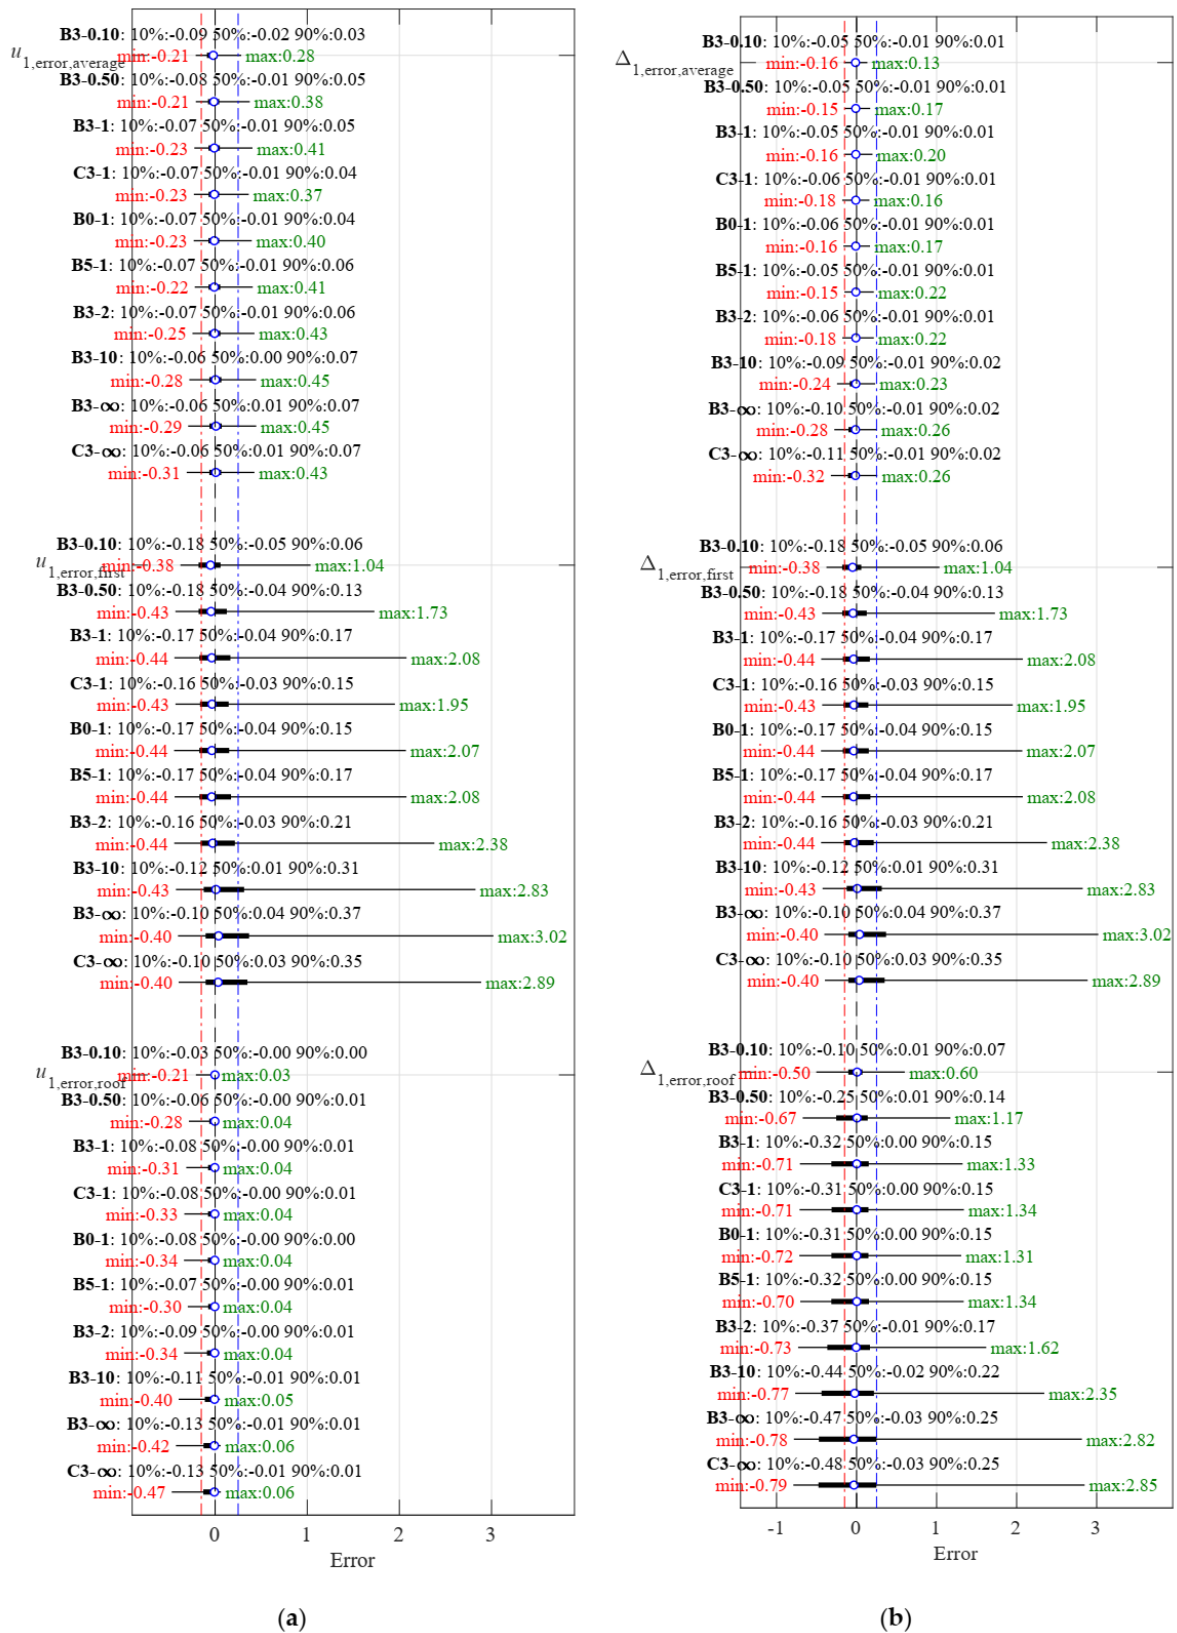 B3-0.10: 10%:-0.09 50%:-0.02 90%:0.03
u1,error,average
min:-0.21 max:0.28
B3-0.50: 10%:-0.08 50%:-0.01 90%:0.05
min:-0.21 max:0.38
B3-1: 10%:-0.07 50%:-0.01 90%:0.05
min:-0.23 max:0.41
C3-1: 10%:-0.07 50%:-0.01 90%:0.04
min:-0.23 max:0.37
B0-1: 10%:-0.07 50%:-0.01 90%:0.04
min:-0.23 max:0.40
B5-1: 10%:-0.07 50%:-0.01 90%:0.06
min:-0.22 max:0.41
B3-2: 10%:-0.07 50%:-0.01 90%:0.06
min:-0.25 max:0.43
B3-10: 10%:-0.06 50%:0.00 90%:0.07
min:-0.28 max:0.45
B3-∞: 10%:-0.06 50%:0.01 90%:0.07
min:-0.29 max:0.45
C3-∞: 10%:-0.06 50%:0.01 90%:0.07
min:-0.31 max:0.43
B3-0.10: 10%:-0.18 50%:-0.05 90%:0.06
u1,error,first
min:-0.38 max:1.04
B3-0.50: 10%:-0.18 50%:-0.04 90%:0.13
min:-0.43 max:1.73
B3-1: 10%:-0.17 50%:-0.04 90%:0.17
min:-0.44 max:2.08
C3-1: 10%:-0.16 50%:-0.03 90%:0.15
min:-0.43 max:1.95
B0-1: 10%:-0.17 50%:-0.04 90%:0.15
min:-0.44 max:2.07
B5-1: 10%:-0.17 50%:-0.04 90%:0.17
min:-0.44 max:2.08
B3-2: 10%:-0.16 50%:-0.03 90%:0.21
min:-0.44 max:2.38
B3-10: 10%:-0.12 50%:0.01 90%:0.31
min:-0.43 max:2.83
B3-∞: 10%:-0.10 50%:0.04 90%:0.37
min:-0.40 max:3.02
C3-∞: 10%:-0.10 50%:0.03 90%:0.35
min:-0.40 max:2.89
B3-0.10: 10%:-0.03 50%:-0.00 90%:0.00
u1,error,roof
min:-0.21 max:0.03
B3-0.50: 10%:-0.06 50%:-0.00 90%:0.01
min:-0.28 max:0.04
B3-1: 10%:-0.08 50%:-0.00 90%:0.01
min:-0.31 max:0.04
C3-1: 10%:-0.08 50%:-0.00 90%:0.01
min:-0.33 max:0.04
B0-1: 10%:-0.08 50%:-0.00 90%:0.00
min:-0.34 max:0.04
B5-1: 10%:-0.07 50%:-0.00 90%:0.01
min:-0.30 max:0.04
B3-2: 10%:-0.09 50%:-0.00 90%:0.01
min:-0.34 max:0.04
B3-10: 10%:-0.11 50%:-0.01 90%:0.01
min:-0.40 max:0.05
B3-∞: 10%:-0.13 50%:-0.01 90%:0.01
min:-0.42 max:0.06
C3-∞: 10%:-0.13 50%:-0.01 90%:0.01
min:-0.47 max:0.06
0 1 2 3
Error
(a)
B3-0.10: 10%:-0.05 50%:-0.01 90%:0.01
Δ1,error,average
min:-0.16 max:0.13
B3-0.50: 10%:-0.05 50%:-0.01 90%:0.01
min:-0.15 max:0.17
B3-1: 10%:-0.05 50%:-0.01 90%:0.01
min:-0.16 max:0.20
C3-1: 10%:-0.06 50%:-0.01 90%:0.01
min:-0.18 max:0.16
B0-1: 10%:-0.06 50%:-0.01 90%:0.01
min:-0.16 max:0.17
B5-1: 10%:-0.05 50%:-0.01 90%:0.01
min:-0.15 max:0.22
B3-2: 10%:-0.06 50%:-0.01 90%:0.01
min:-0.18 max:0.22
B3-10: 10%:-0.09 50%:-0.01 90%:0.02
min:-0.24 max:0.23
B3-∞: 10%:-0.10 50%:-0.01 90%:0.02
min:-0.28 max:0.26
C3-∞: 10%:-0.11 50%:-0.01 90%:0.02
min:-0.32 max:0.26
B3-0.10: 10%:-0.18 50%:-0.05 90%:0.06
Δ1,error,first
min:-0.38 max:1.04
B3-0.50: 10%:-0.18 50%:-0.04 90%:0.13
min:-0.43 max:1.73
B3-1: 10%:-0.17 50%:-0.04 90%:0.17
min:-0.44 max:2.08
C3-1: 10%:-0.16 50%:-0.03 90%:0.15
min:-0.43 max:1.95
B0-1: 10%:-0.17 50%:-0.04 90%:0.15
min:-0.44 max:2.07
B5-1: 10%:-0.17 50%:-0.04 90%:0.17
min:-0.44 max:2.08
B3-2: 10%:-0.16 50%:-0.03 90%:0.21
min:-0.44 max:2.38
B3-10: 10%:-0.12 50%:0.01 90%:0.31
min:-0.43 max:2.83
B3-∞: 10%:-0.10 50%:0.04 90%:0.37
min:-0.40 max:3.02
C3-∞: 10%:-0.10 50%:0.03 90%:0.35
min:-0.40 max:2.89
B3-0.10: 10%:-0.10 50%:0.01 90%:0.07
Δ1,error,roof
min:-0.50 max:0.60
B3-0.50: 10%:-0.25 50%:0.01 90%:0.14
min:-0.67 max:1.17
B3-1: 10%:-0.32 50%:0.00 90%:0.15
min:-0.71 max:1.33
C3-1: 10%:-0.31 50%:0.00 90%:0.15
min:-0.71 max:1.34
B0-1: 10%:-0.31 50%:0.00 90%:0.15
min:-0.72 max:1.31
B5-1: 10%:-0.32 50%:0.00 90%:0.15
min:-0.70 max:1.34
B3-2: 10%:-0.37 50%:-0.01 90%:0.17
min:-0.73 max:1.62
B3-10: 10%:-0.44 50%:-0.02 90%:0.22
min:-0.77 max:2.35
B3-∞: 10%:-0.47 50%:-0.03 90%:0.25
min:-0.78 max:2.82
C3-∞: 10%:-0.48 50%:-0.03 90%:0.25
min:-0.79 max:2.85
-1 0 1 2 3
Error
(b)